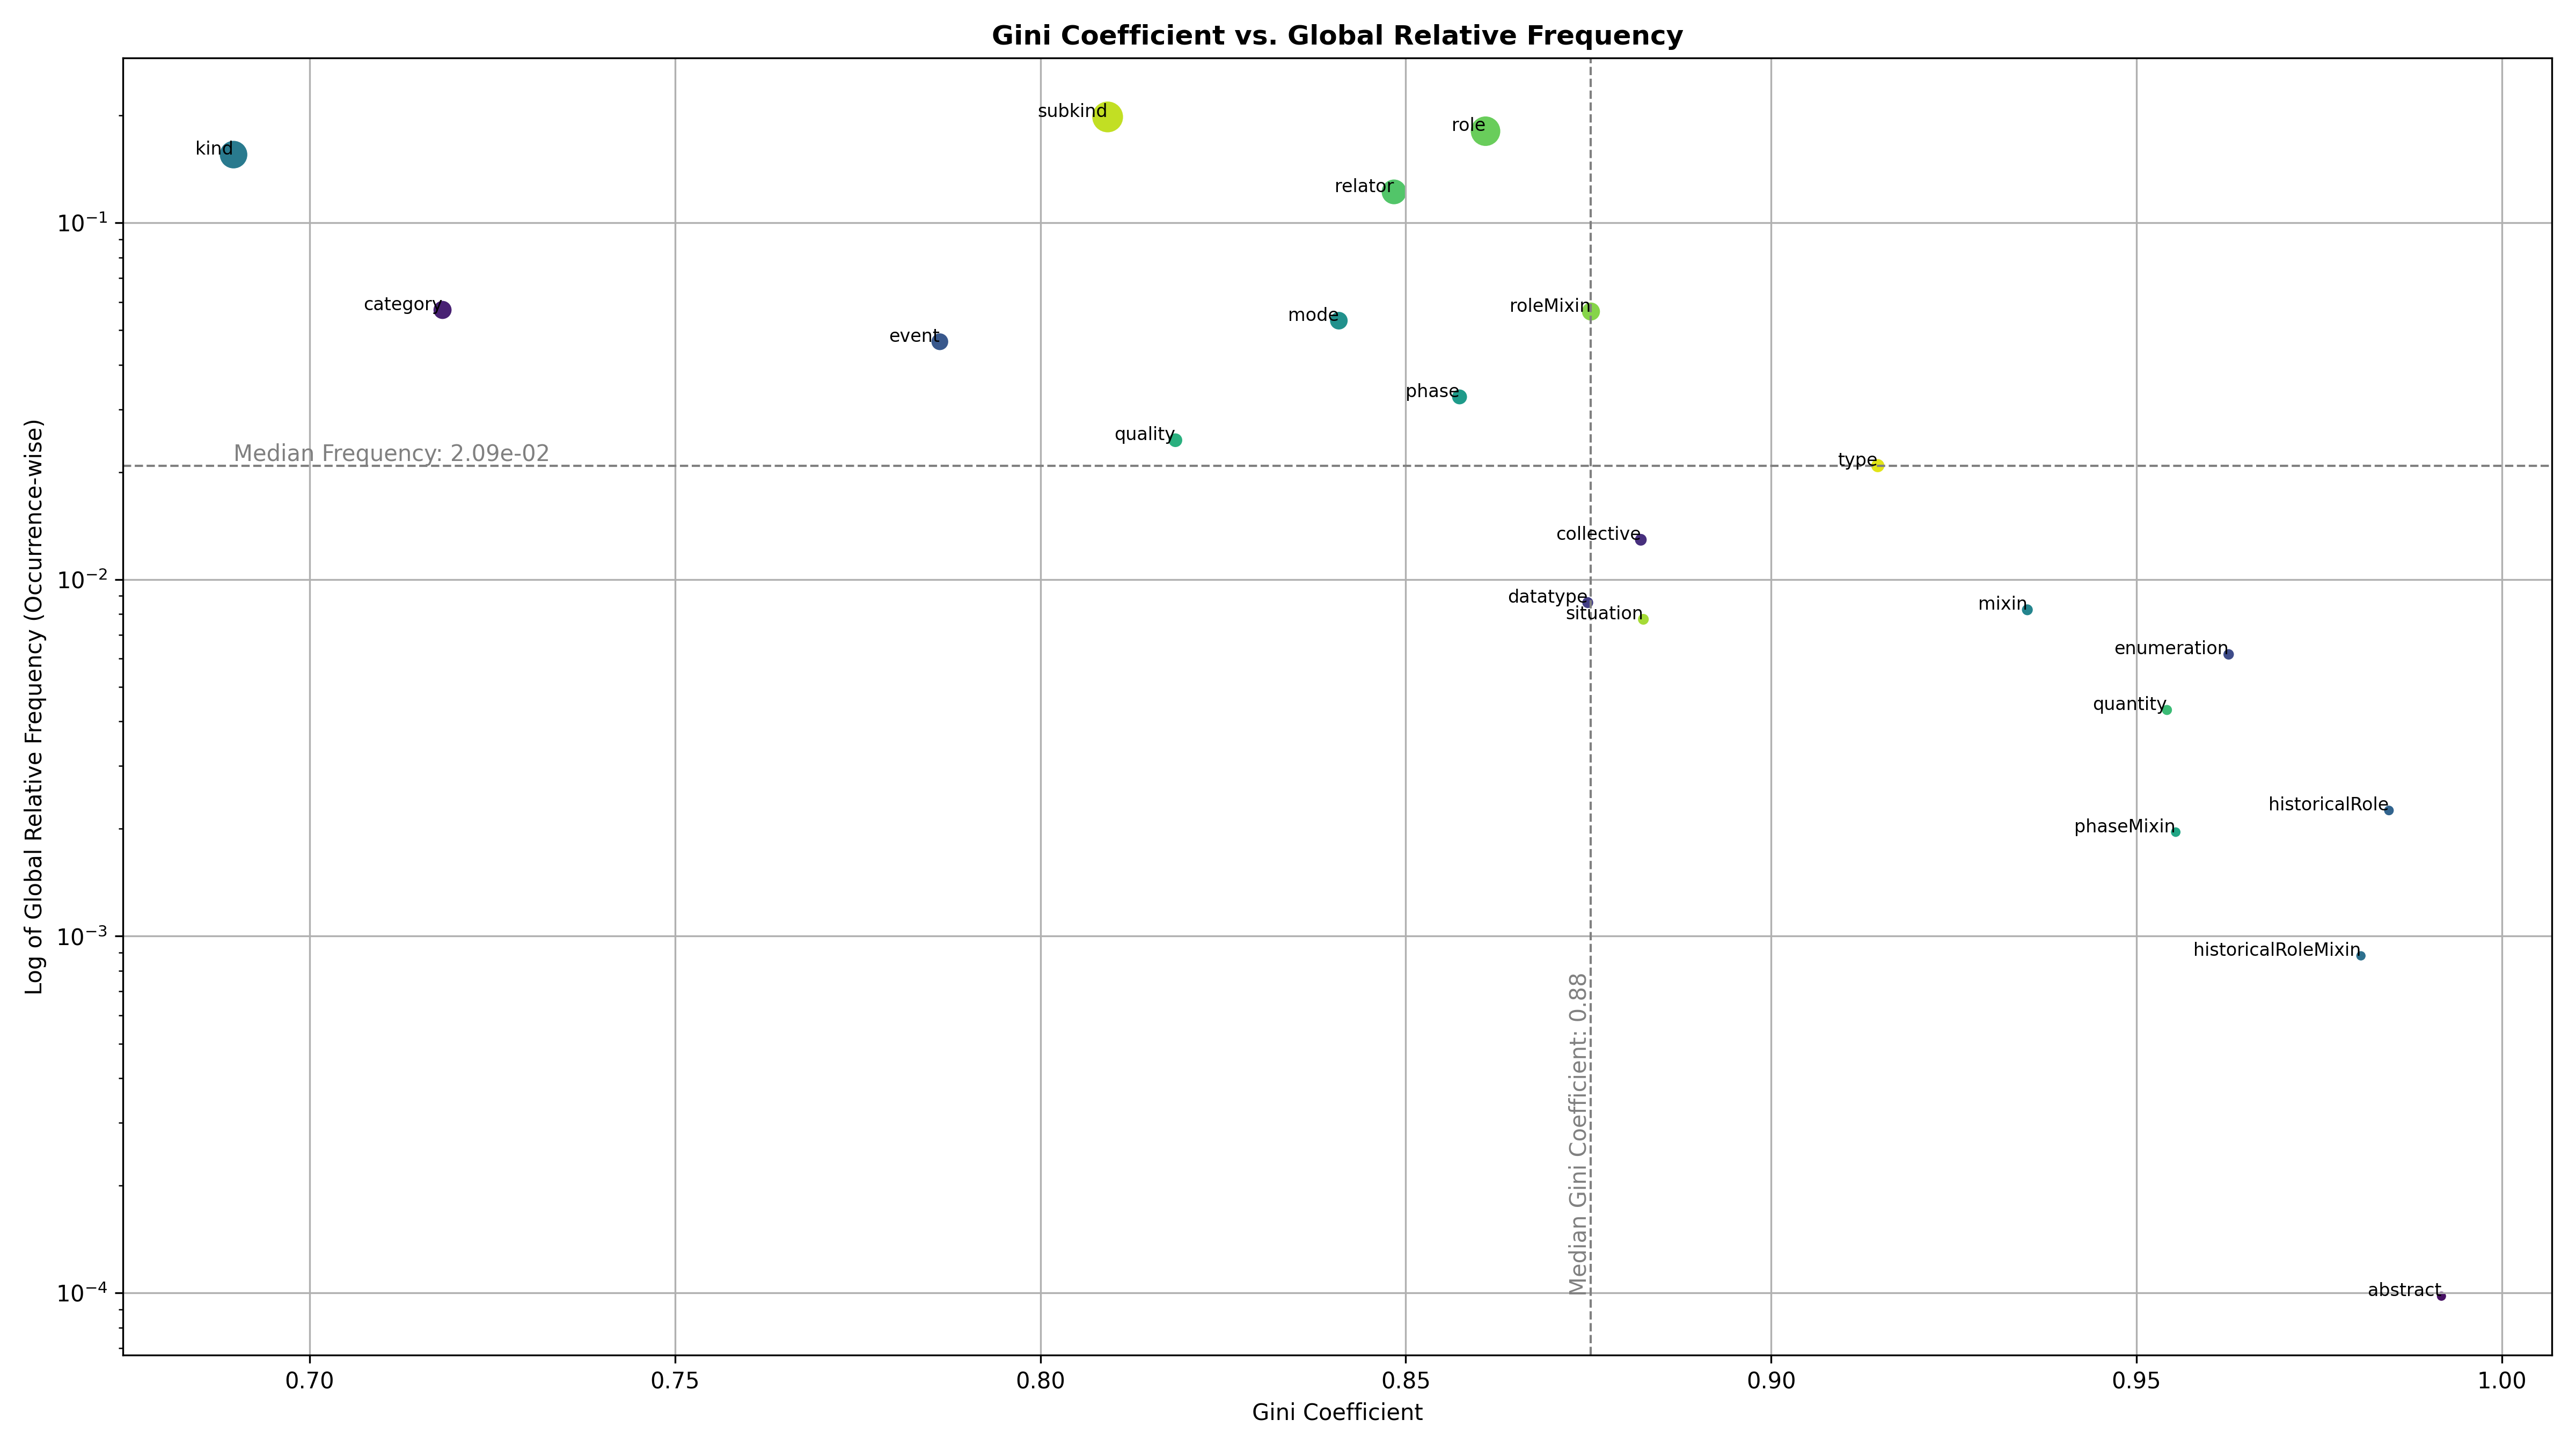 Gini Coefficient vs. Global Relative Frequency
Log of Global Relative Frequency (Occurrence-wise)
10⁻¹
10⁻²
10⁻³
10⁻⁴
subkind
role
kind
relator
category
roleMixin
mode
event
phase
quality
Median Frequency: 2.09e-02
type
collective
datatype
situation
mixin
enumeration
quantity
historicalRole
phaseMixin
historicalRoleMixin
Median Gini Coefficient: 0.88
abstract
0.70 0.75 0.80 0.85 0.90 0.95 1.00
Gini Coefficient